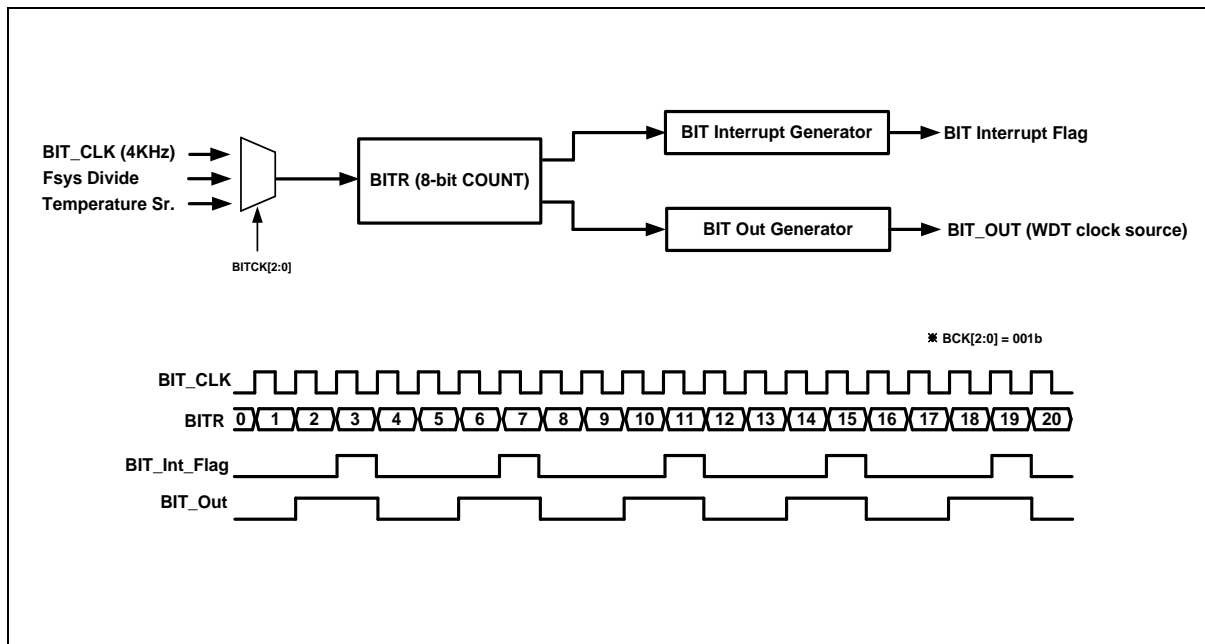 BIT_CLK (4KHz)
Fsys Divide
Temperature Sr.
BITCK[2:0]
BITR (8-bit COUNT)
BIT Interrupt Generator
BIT Interrupt Flag
BIT Out Generator
BIT_OUT (WDT clock source)
※ BCK[2:0] = 001b
BIT_CLK
BITR 0 1 2 3 4 5 6 7 8 9 10 11 12 13 14 15 16 17 18 19 20
BIT_Int_Flag
BIT_Out